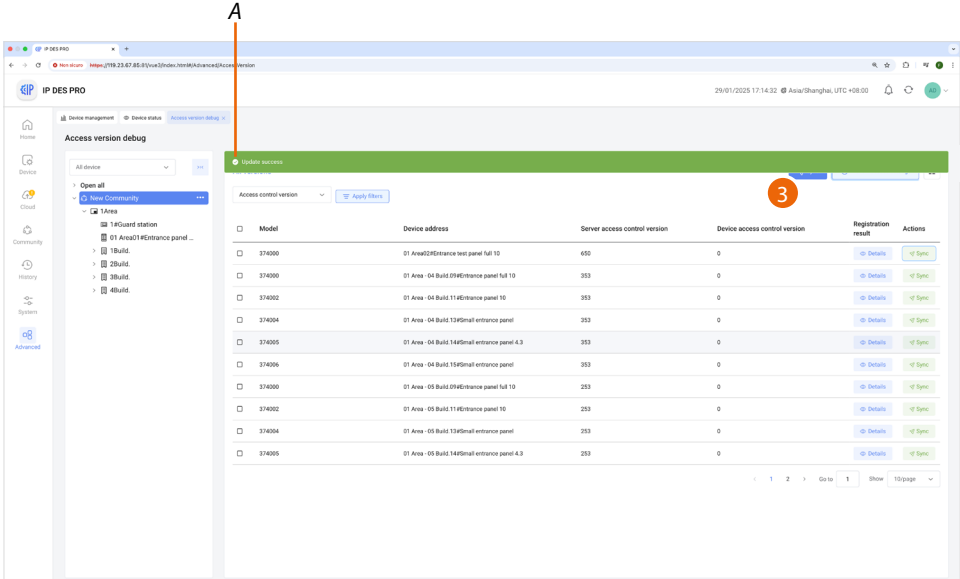 A
IP DES PRO
Not secure https://119.23.67.85:81/vue3/index.html#/Advanced/AccessVersion
IP DES PRO
29/01/2025 17:14:32 Asia/Shanghai, UTC +08:00
AD
Device management Device status Access version debug
Home
Access version debug
Update success
All device
Device
3
Open all
Access control version Apply filters
New Community
Cloud
1Area
1#Guard station
Model Device address Server access control version Device access control version Registration result Actions
01 Area01#Entrance panel ...
Community
1Build.
374000 01 Area02#Entrance test panel full 10 650 0 Details Sync
2Build.
History
3Build.
374000 01 Area - 04 Build.09#Entrance panel full 10 353 0 Details Sync
4Build.
374002 01 Area - 04 Build.11#Entrance panel 10 353 0 Details Sync
System
374004 01 Area - 04 Build.13#Small entrance panel 353 0 Details Sync
374005 01 Area - 04 Build.14#Small entrance panel 4.3 353 0 Details Sync
Advanced
374006 01 Area - 04 Build.15#Small entrance panel 353 0 Details Sync
374000 01 Area - 05 Build.09#Entrance panel full 10 253 0 Details Sync
374002 01 Area - 05 Build.11#Entrance panel 10 253 0 Details Sync
374004 01 Area - 05 Build.13#Small entrance panel 253 0 Details Sync
374005 01 Area - 05 Build.14#Small entrance panel 4.3 253 0 Details Sync
1 2 Go to 1 Show 10/page